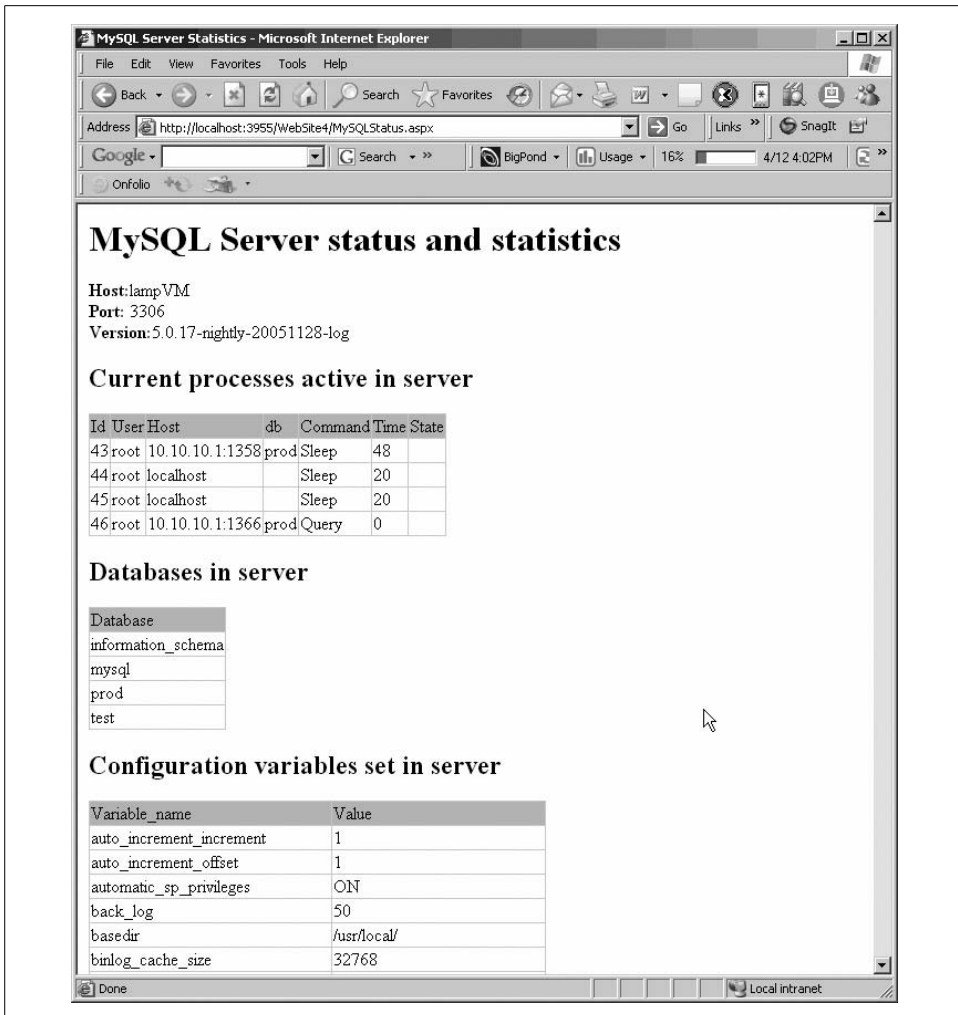 MySQL Server Statistics - Microsoft Internet Explorer
File Edit View Favorites Tools Help
Back Search Favorites
Address http://localhost:3955/WebSite4/MySQLStatus.aspx Go Links » SnagIt
Google Search » BigPond Usage 16% 4/12 4:02PM »
Onfolio
MySQL Server status and statistics
Host:lampVM
Port: 3306
Version:5.0.17-nightly-20051128-log
Current processes active in server
Id User Host db Command Time State
43 root 10.10.10.1:1358 prod Sleep 48
44 root localhost Sleep 20
45 root localhost Sleep 20
46 root 10.10.10.1:1366 prod Query 0
Databases in server
Database
information_schema
mysql
prod
test
Configuration variables set in server
Variable_name Value
auto_increment_increment 1
auto_increment_offset 1
automatic_sp_privileges ON
back_log 50
basedir /usr/local/
binlog_cache_size 32768
Done Local intranet